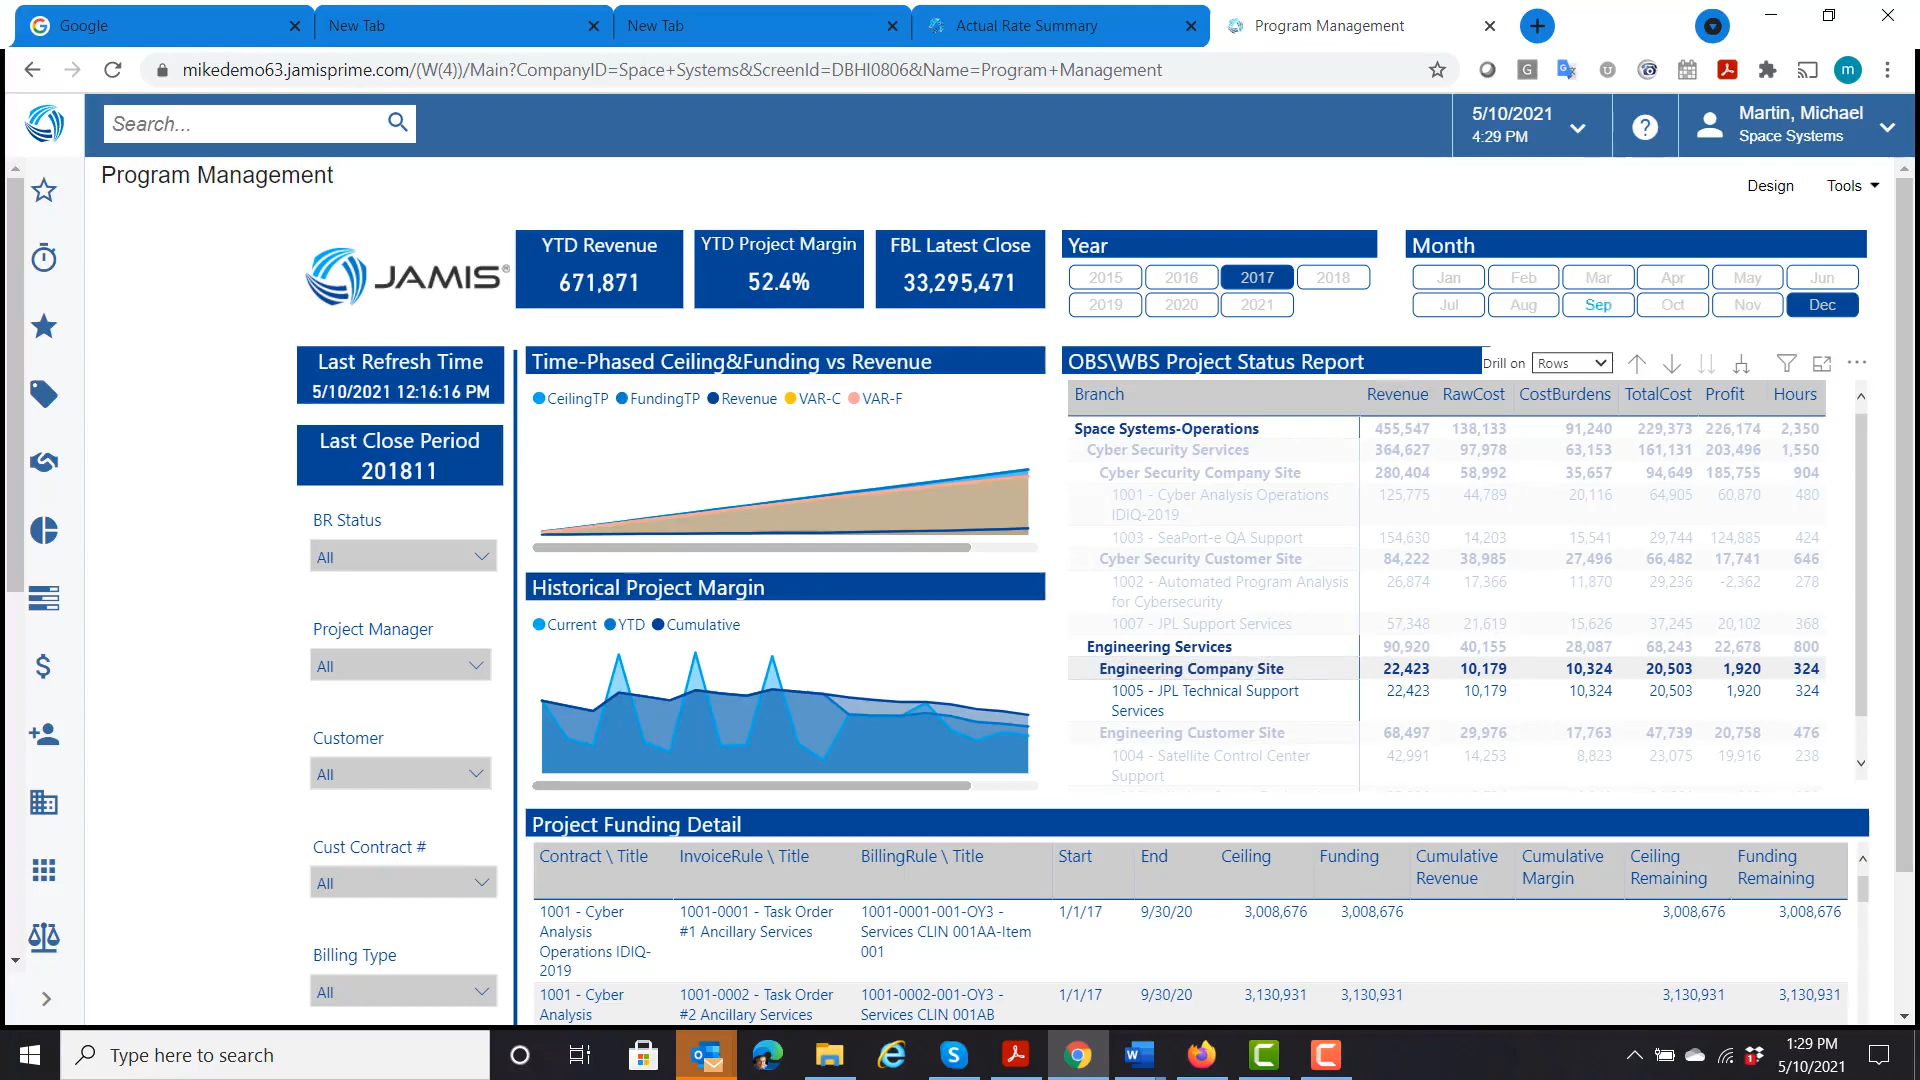 Google
New Tab
New Tab
Actual Rate Summary
Program Management
mikedemo63.jamisprime.com/(W(4))/Main?CompanyID=Space+Systems&ScreenId=DBHI0806&Name=Program+Management
m
Search...
5/10/2021
4:29 PM
Martin, Michael
Space Systems
Program Management
Design
Tools
JAMIS®
YTD Revenue
671,871
YTD Project Margin
52.4%
FBL Latest Close
33,295,471
Year
2015 2016 2017 2018
2019 2020 2021
Month
Jan Feb Mar Apr May Jun
Jul Aug Sep Oct Nov Dec
Last Refresh Time
5/10/2021 12:16:16 PM
Last Close Period
201811
BR Status
All
Project Manager
All
Customer
All
Cust Contract #
All
Billing Type
All
Time-Phased Ceiling&Funding vs Revenue
CeilingTP FundingTP Revenue VAR-C VAR-F
Historical Project Margin
Current YTD Cumulative
OBS\WBS Project Status Report
Drill on Rows
Branch Revenue RawCost CostBurdens TotalCost Profit Hours
Space Systems-Operations 455,547 138,133 91,240 229,373 226,174 2,350
Cyber Security Services 364,627 97,978 63,153 161,131 203,496 1,550
Cyber Security Company Site 280,404 58,992 35,657 94,649 185,755 904
1001 - Cyber Analysis Operations 125,775 44,789 20,116 64,905 60,870 480
IDIQ-2019
1003 - SeaPort-e QA Support 154,630 14,203 15,541 29,744 124,885 424
Cyber Security Customer Site 84,222 38,985 27,496 66,482 17,741 646
1002 - Automated Program Analysis 26,874 17,366 11,870 29,236 -2,362 278
for Cybersecurity
1007 - JPL Support Services 57,348 21,619 15,626 37,245 20,102 368
Engineering Services 90,920 40,155 28,087 68,243 22,678 800
Engineering Company Site 22,423 10,179 10,324 20,503 1,920 324
1005 - JPL Technical Support 22,423 10,179 10,324 20,503 1,920 324
Services
Engineering Customer Site 68,497 29,976 17,763 47,739 20,758 476
1004 - Satellite Control Center 42,991 14,253 8,823 23,075 19,916 238
Support
Project Funding Detail
Contract \ Title InvoiceRule \ Title BillingRule \ Title Start End Ceiling Funding Cumulative Cumulative Ceiling Funding
Revenue Margin Remaining Remaining
1001 - Cyber 1001-0001 - Task Order 1001-0001-001-OY3 - 1/1/17 9/30/20 3,008,676 3,008,676 3,008,676 3,008,676
Analysis #1 Ancillary Services Services CLIN 001AA-Item
Operations IDIQ- 001
2019
1001 - Cyber 1001-0002 - Task Order 1001-0002-001-OY3 - 1/1/17 9/30/20 3,130,931 3,130,931 3,130,931 3,130,931
Analysis #2 Ancillary Services Services CLIN 001AB
Type here to search
1:29 PM
5/10/2021